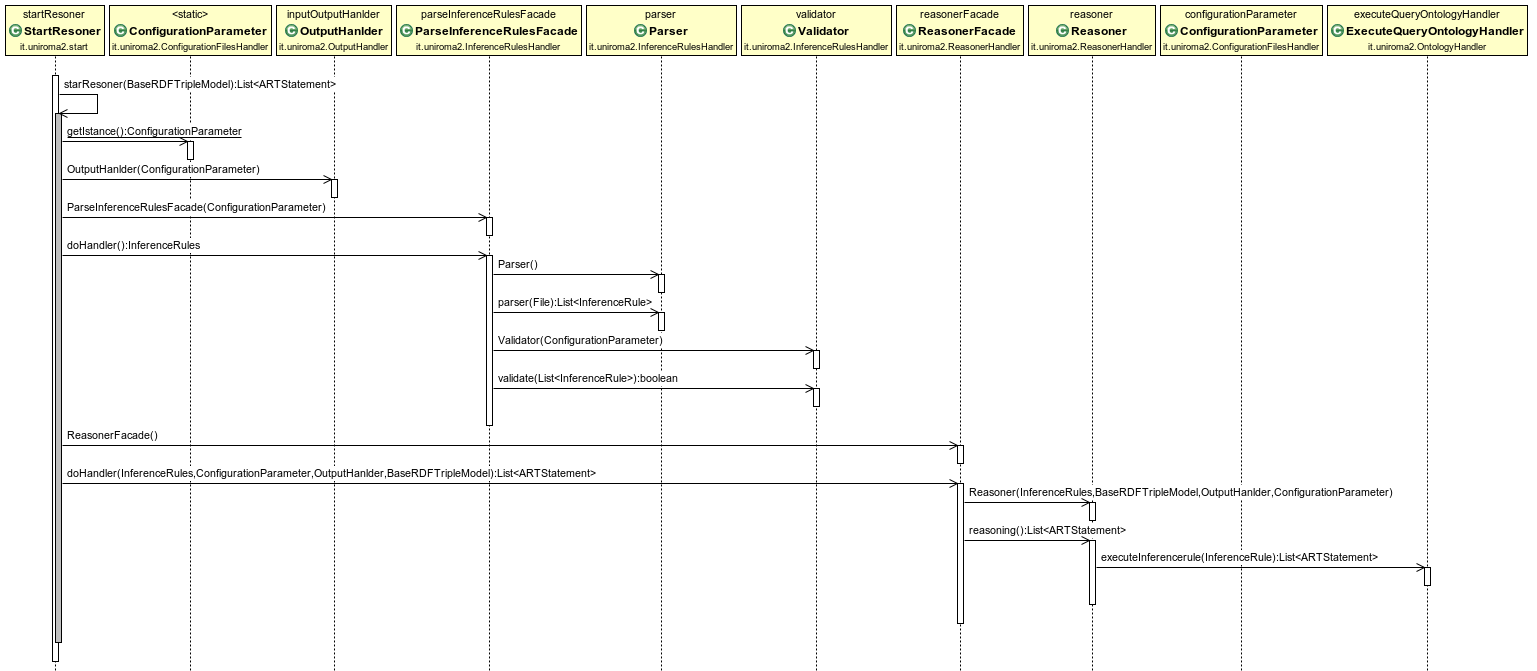 startResoner
StartResoner
it.uniroma2.start
<static>
ConfigurationParameter
it.uniroma2.ConfigurationFilesHandler
inputOutputHanlder
OutputHanlder
it.uniroma2.OutputHandler
parseInferenceRulesFacade
ParseInferenceRulesFacade
it.uniroma2.InferenceRulesHandler
parser
Parser
it.uniroma2.InferenceRulesHandler
validator
Validator
it.uniroma2.InferenceRulesHandler
reasonerFacade
ReasonerFacade
it.uniroma2.ReasonerHandler
reasoner
Reasoner
it.uniroma2.ReasonerHandler
configurationParameter
ConfigurationParameter
it.uniroma2.ConfigurationFilesHandler
executeQueryOntologyHandler
ExecuteQueryOntologyHandler
it.uniroma2.OntologyHandler
starResoner(BaseRDFTripleModel):List<ARTStatement>
getIstance():ConfigurationParameter
OutputHanlder(ConfigurationParameter)
ParseInferenceRulesFacade(ConfigurationParameter)
doHandler():InferenceRules
Parser()
parser(File):List<InferenceRule>
Validator(ConfigurationParameter)
validate(List<InferenceRule>):boolean
ReasonerFacade()
doHandler(InferenceRules,ConfigurationParameter,OutputHanlder,BaseRDFTripleModel):List<ARTStatement>
Reasoner(InferenceRules,BaseRDFTripleModel,OutputHanlder,ConfigurationParameter)
reasoning():List<ARTStatement>
executeInferencerule(InferenceRule):List<ARTStatement>